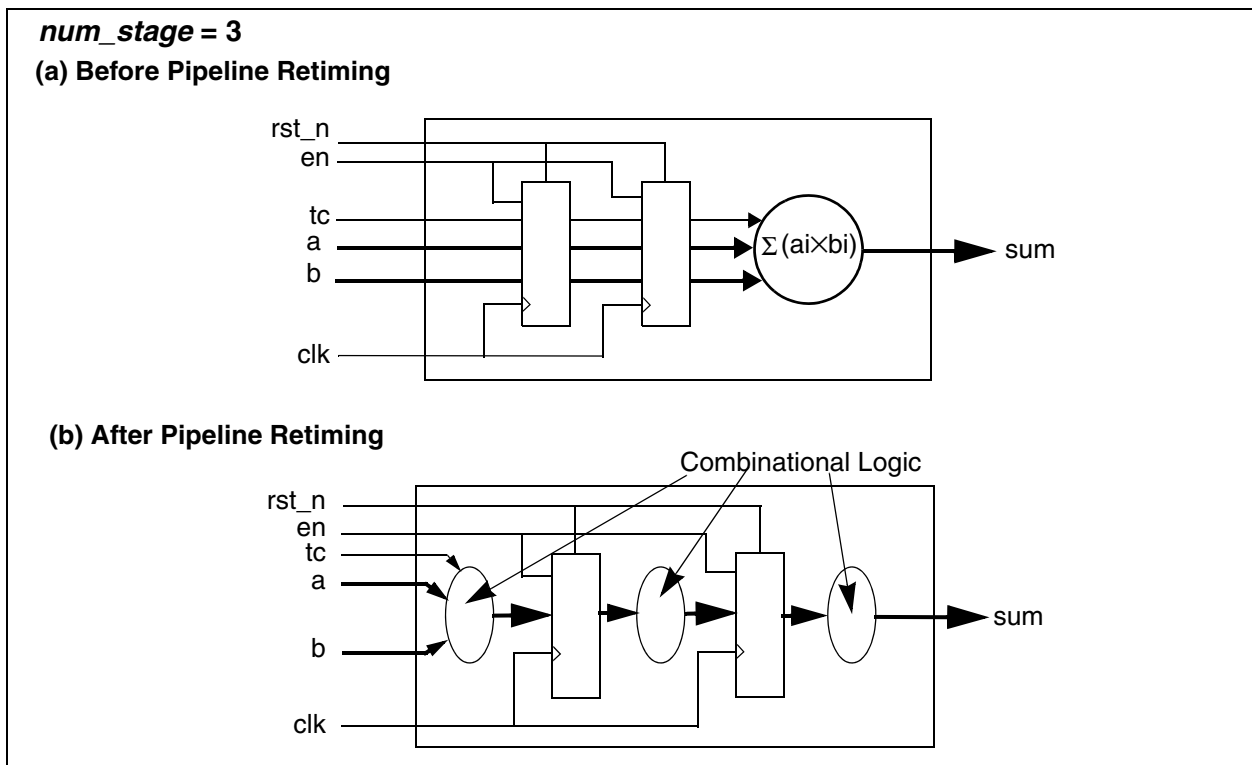 num_stage = 3
(a) Before Pipeline Retiming
rst_n
en
tc
a
b
clk
Σ(ai×bi)
sum
(b) After Pipeline Retiming
Combinational Logic
rst_n
en
tc
a
b
clk
sum